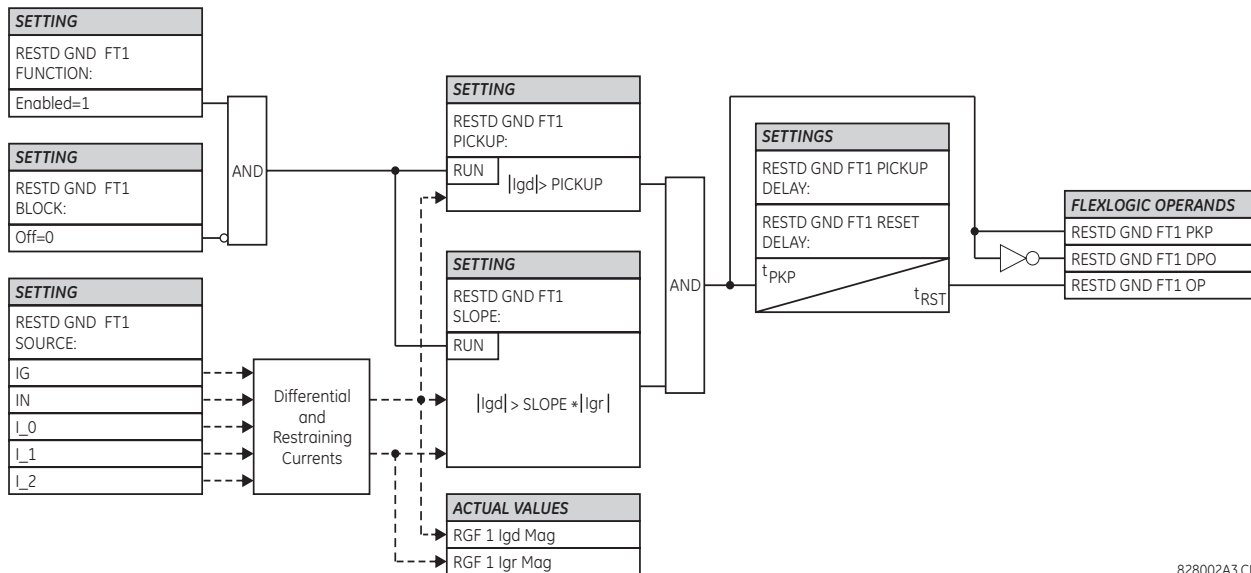 SETTING
RESTD GND FT1
FUNCTION:
Enabled=1
SETTING
RESTD GND FT1
BLOCK:
Off=0
SETTING
RESTD GND FT1
SOURCE:
IG
IN
I_0
I_1
I_2
AND
Differential
and
Restraining
Currents
SETTING
RESTD GND FT1
PICKUP:
RUN
|Igd|> PICKUP
SETTING
RESTD GND FT1
SLOPE:
RUN
|Igd| > SLOPE *|Igr|
ACTUAL VALUES
RGF 1 Igd Mag
RGF 1 Igr Mag
AND
SETTINGS
RESTD GND FT1 PICKUP
DELAY:
RESTD GND FT1 RESET
DELAY:
tPKP
tRST
FLEXLOGIC OPERANDS
RESTD GND FT1 PKP
RESTD GND FT1 DPO
RESTD GND FT1 OP